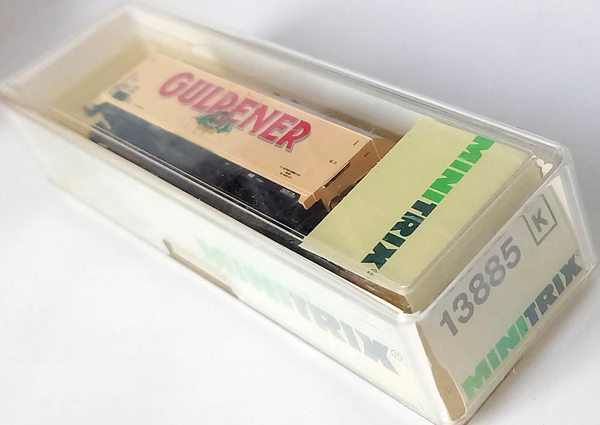 GULPENER
MINITRIX
MINITRIX®
13885 K
MINITRIX